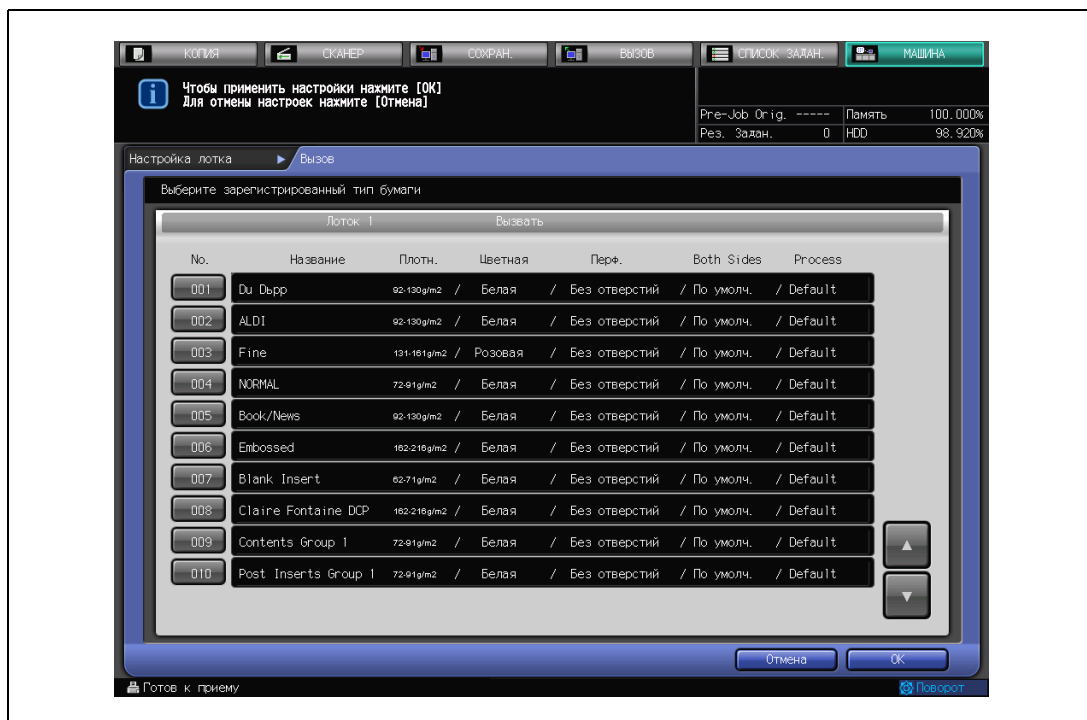 КОПИЯ СКАНЕР СОХРАН. ВЫЗОВ СПИСОК ЗАДАН. МАШИНА
Чтобы применить настройки нажмите [OK]
Для отмены настроек нажмите [Отмена]
Pre-Job Orig. ----- Память 100.000%
Рез. Задан. 0 HDD 98.920%
Настройка лотка Вызов
Выберите зарегистрированный тип бумаги
Лоток 1 Вызвать
No. Название Плотн. Цветная Перф. Both Sides Process
001 Du Dьpp 92-130g/m2 / Белая / Без отверстий / По умолч. / Default
002 ALDI 92-130g/m2 / Белая / Без отверстий / По умолч. / Default
003 Fine 131-161g/m2 / Розовая / Без отверстий / По умолч. / Default
004 NORMAL 72-91g/m2 / Белая / Без отверстий / По умолч. / Default
005 Book/News 92-130g/m2 / Белая / Без отверстий / По умолч. / Default
006 Embossed 162-216g/m2 / Белая / Без отверстий / По умолч. / Default
007 Blank Insert 62-71g/m2 / Белая / Без отверстий / По умолч. / Default
008 Claire Fontaine DCP 162-216g/m2 / Белая / Без отверстий / По умолч. / Default
009 Contents Group 1 72-91g/m2 / Белая / Без отверстий / По умолч. / Default
010 Post Inserts Group 1 72-91g/m2 / Белая / Без отверстий / По умолч. / Default
Отмена OK
Готов к приему Поворот